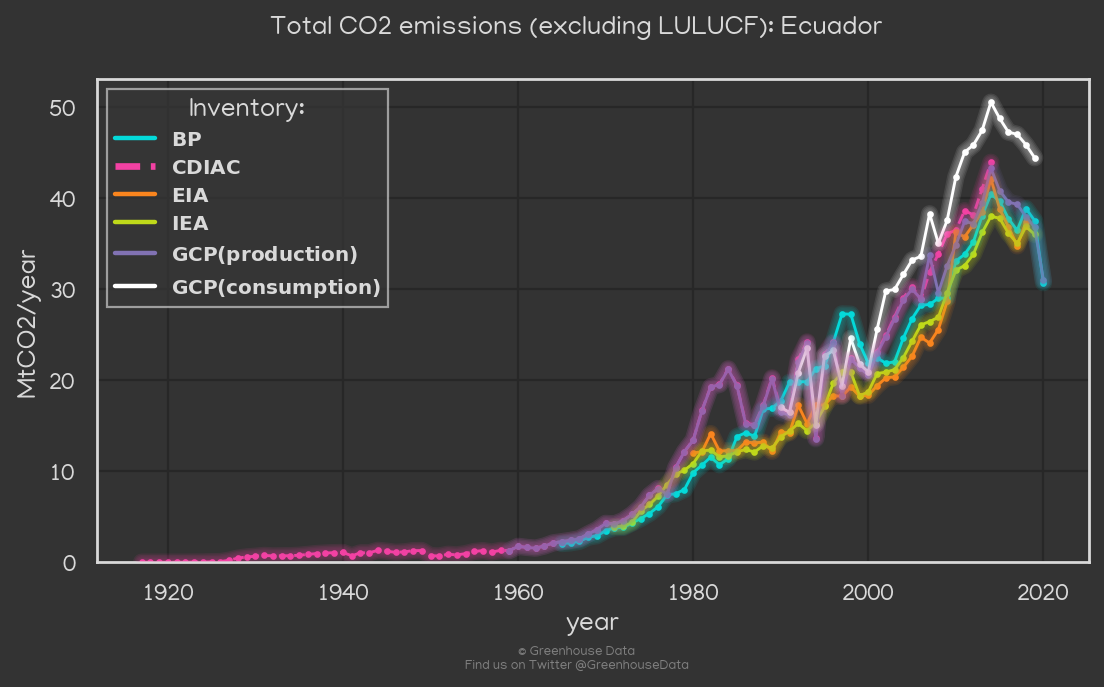 Total CO2 emissions (excluding LULUCF): Ecuador
Inventory:
BP
CDIAC
EIA
IEA
GCP(production)
GCP(consumption)
MtCO2/year
50
40
30
20
10
0
1920 1940 1960 1980 2000 2020
year
© Greenhouse Data
Find us on Twitter @GreenhouseData